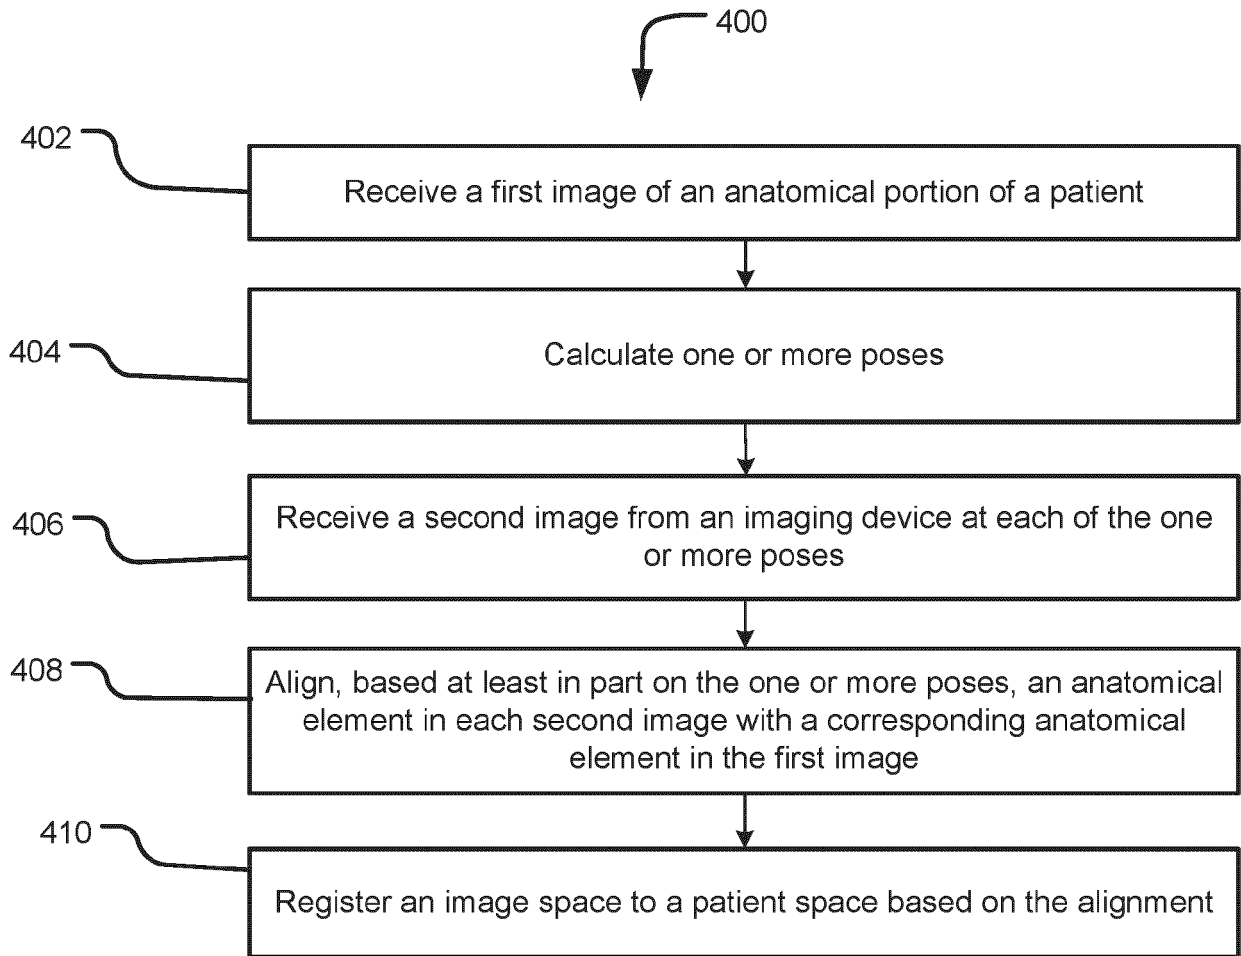 400
402
Receive a first image of an anatomical portion of a patient
404
Calculate one or more poses
406
Receive a second image from an imaging device at each of the one
or more poses
408
Align, based at least in part on the one or more poses, an anatomical
element in each second image with a corresponding anatomical
element in the first image
410
Register an image space to a patient space based on the alignment